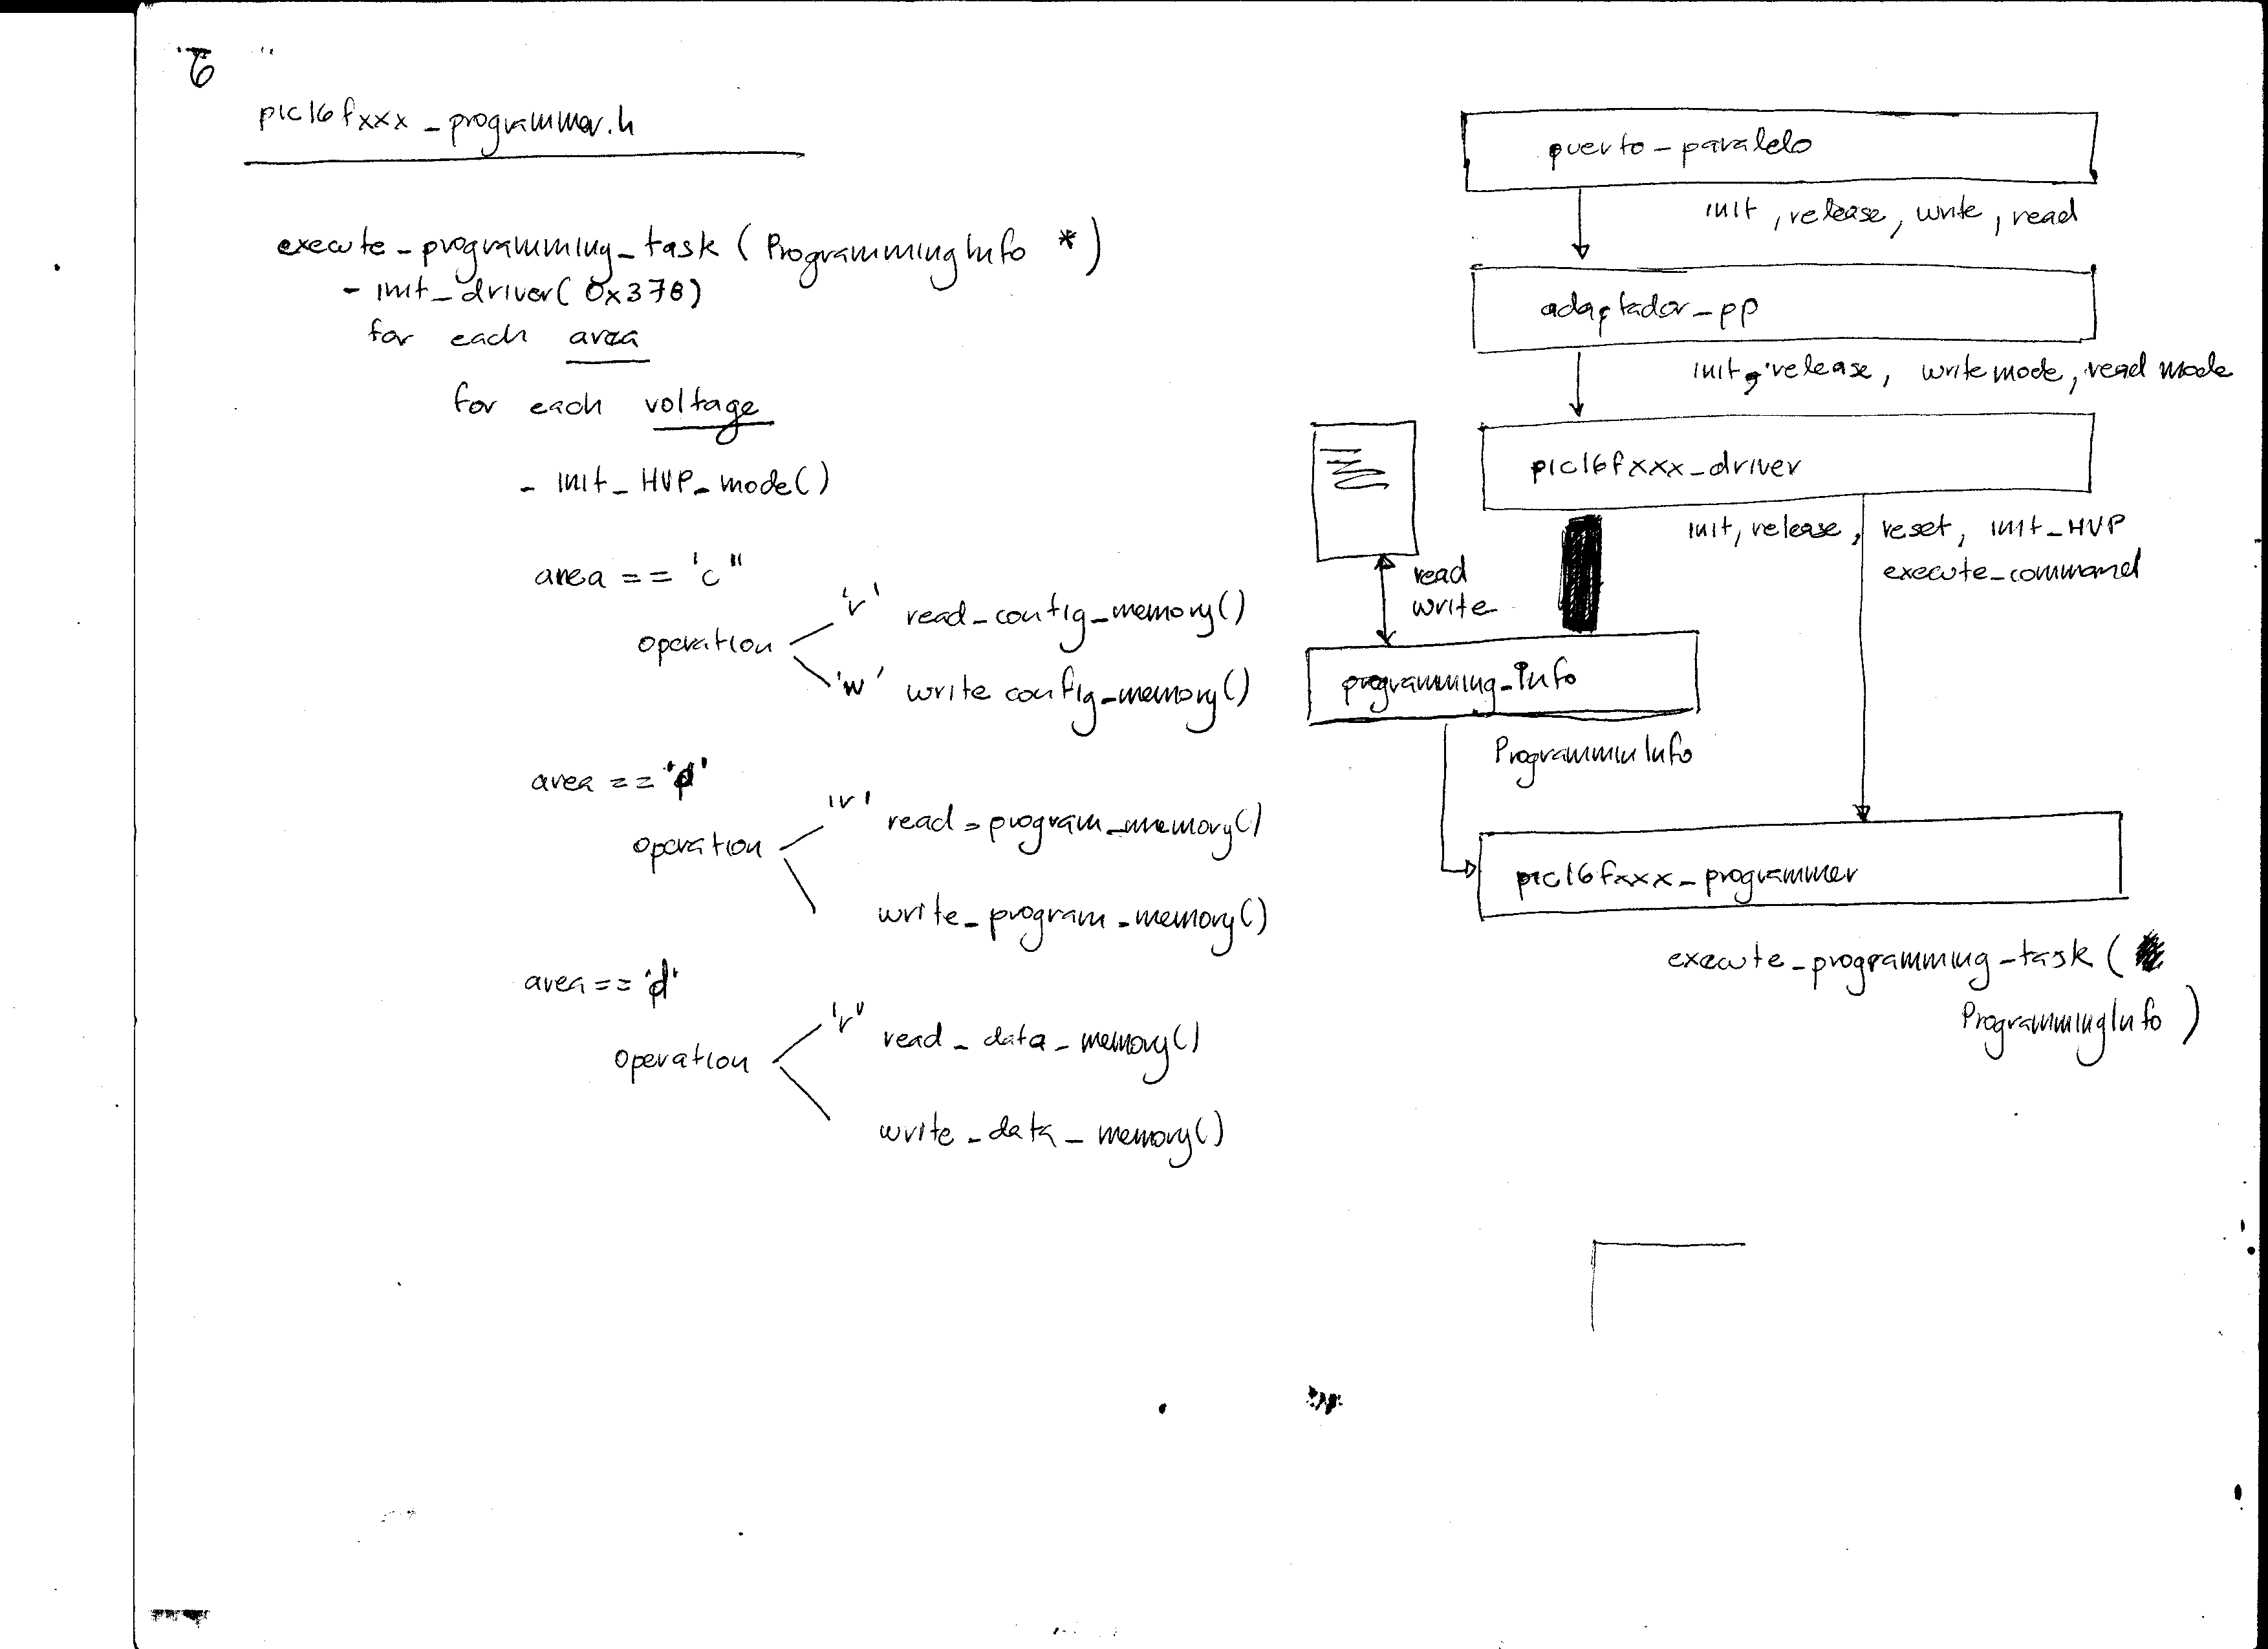 6
pic16fxxx_programmer.h
execute_programming_task ( ProgrammingInfo * )
- init_driver( 0x378 )
for each area
for each voltage
- init_HVP_mode()
area == 'c"
'r' read_config_memory()
operation
'w' write config_memory()
area == 'p'
'r' read_program_memory()
operation
write_program_memory()
area == 'd'
'r' read_data_memory()
operation
write_data_memory()
puerto_paralelo
init, release, write, read
adaptador_pp
init, release, write mode, read mode
pic16fxxx_driver
init, release, reset, init_HVP
execute_command
read
write
programming_Info
ProgramminInfo
pic16fxxx_programmer
execute_programming_task (
ProgrammingInfo )